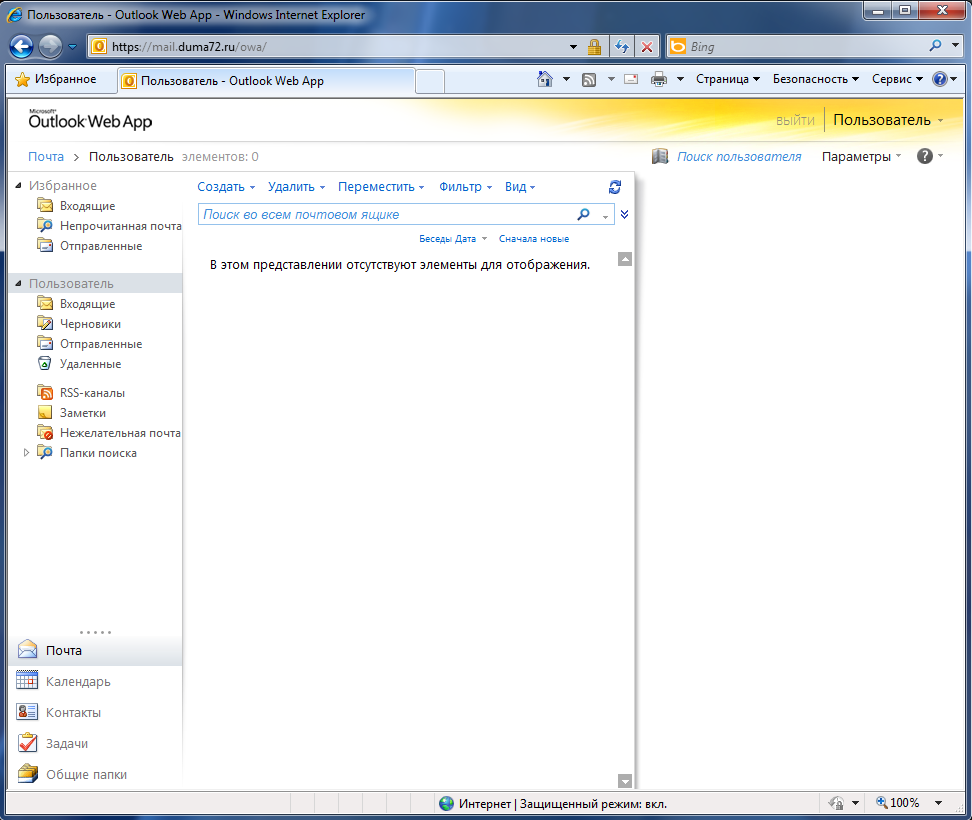 Пользователь - Outlook Web App - Windows Internet Explorer
https://mail.duma72.ru/owa/
Bing
Избранное
Пользователь - Outlook Web App
Страница
Безопасность
Сервис
Microsoft
Outlook Web App
выйти
Пользователь
Почта > Пользователь элементов: 0
Поиск пользователя
Параметры
Избранное
Входящие
Непрочитанная почта
Отправленные
Пользователь
Входящие
Черновики
Отправленные
Удаленные
RSS-каналы
Заметки
Нежелательная почта
Папки поиска
Почта
Календарь
Контакты
Задачи
Общие папки
Создать Удалить Переместить Фильтр Вид
Поиск во всем почтовом ящике
Беседы Дата Сначала новые
В этом представлении отсутствуют элементы для отображения.
Интернет | Защищенный режим: вкл.
100%